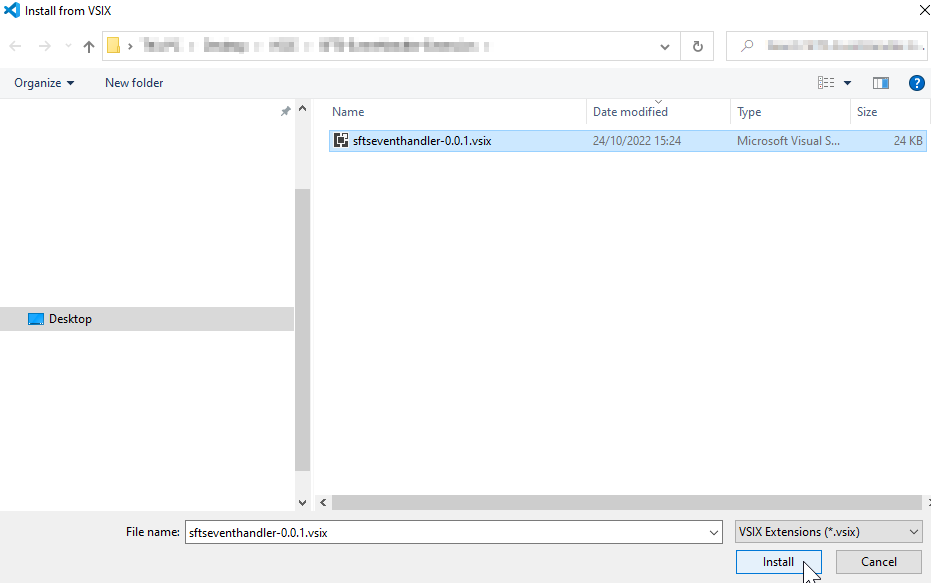 Install from VSIX
Organize New folder
Name Date modified Type Size
sftseventhandler-0.0.1.vsix 24/10/2022 15:24 Microsoft Visual S... 24 KB
Desktop
File name: sftseventhandler-0.0.1.vsix VSIX Extensions (*.vsix)
Install Cancel